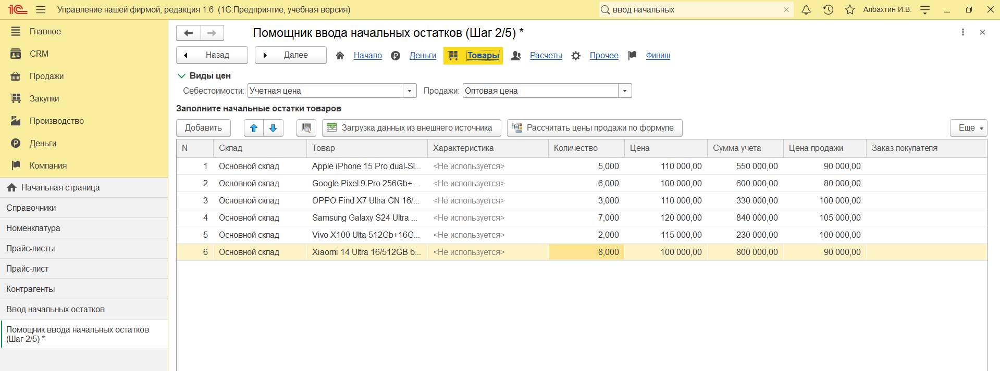 1С Управление нашей фирмой, редакция 1.6 (1С:Предприятие, учебная версия) ввод начальных Албахтин И.В.
Главное
CRM
Продажи
Закупки
Производство
Деньги
Компания
Начальная страница
Справочники
Номенклатура
Прайс-листы
Прайс-лист
Контрагенты
Ввод начальных остатков
Помощник ввода начальных остатков
(Шаг 2/5) *
Помощник ввода начальных остатков (Шаг 2/5) *
Назад Далее Начало Деньги Товары Расчеты Прочее Финиш
Виды цен
Себестоимости: Учетная цена Продажи: Оптовая цена
Заполните начальные остатки товаров
Добавить Загрузка данных из внешнего источника Рассчитать цены продажи по формуле Еще
N Склад Товар Характеристика Количество Цена Сумма учета Цена продажи Заказ покупателя
1 Основной склад Apple iPhone 15 Pro dual-SI... <Не используется> 5,000 110 000,00 550 000,00 90 000,00
2 Основной склад Google Pixel 9 Pro 256Gb+... <Не используется> 6,000 100 000,00 600 000,00 80 000,00
3 Основной склад OPPO Find X7 Ultra CN 16/... <Не используется> 3,000 110 000,00 330 000,00 100 000,00
4 Основной склад Samsung Galaxy S24 Ultra ... <Не используется> 7,000 120 000,00 840 000,00 105 000,00
5 Основной склад Vivo X100 Ulta 512Gb+16G... <Не используется> 2,000 115 000,00 230 000,00 100 000,00
6 Основной склад Xiaomi 14 Ultra 16/512GB б... <Не используется> 8,000 100 000,00 800 000,00 90 000,00